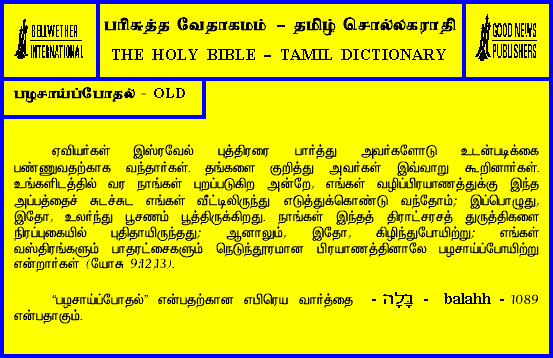 BELLWETHER
INTERNATIONAL
பரிசுத்த வேதாகமம் – தமிழ் சொல்லகராதி
THE HOLY BIBLE – TAMIL DICTIONARY
GOOD NEWS
PUBLISHERS
பழசாய்ப்போதல் - OLD
ஏவியர்கள் இஸ்ரவேல் புத்திரரை பார்த்து அவர்களோடு உடன்படிக்கை
பண்ணுவதற்காக வந்தார்கள். தங்களை குறித்து அவர்கள் இவ்வாறு கூறினார்கள்.
உங்களிடத்தில் வர நாங்கள் புறப்படுகிற அன்றே, எங்கள் வழிப்பிரயாணத்துக்கு இந்த
அப்பத்தைச் சுடச்சுட எங்கள் வீட்டிலிருந்து எடுத்துக்கொண்டு வந்தோம்; இப்பொழுது,
இதோ, உலர்ந்து பூசணம் பூத்திருக்கிறது. நாங்கள் இந்தத் திராட்சரசத் துருத்திகளை
நிரப்புகையில் புதிதாயிருந்தது; ஆனாலும், இதோ, கிழிந்துபோயிற்று; எங்கள்
வஸ்திரங்களும் பாதரட்சைகளும் நெடுந்தூரமான பிரயாணத்தினாலே பழசாய்ப்போயிற்று
என்றார்கள் (யோசு 9:12,13).
“பழசாய்ப்போதல்” என்பதற்கான எபிரெய வார்த்தை - בָּלָה - balahh - 1089
என்பதாகும்.